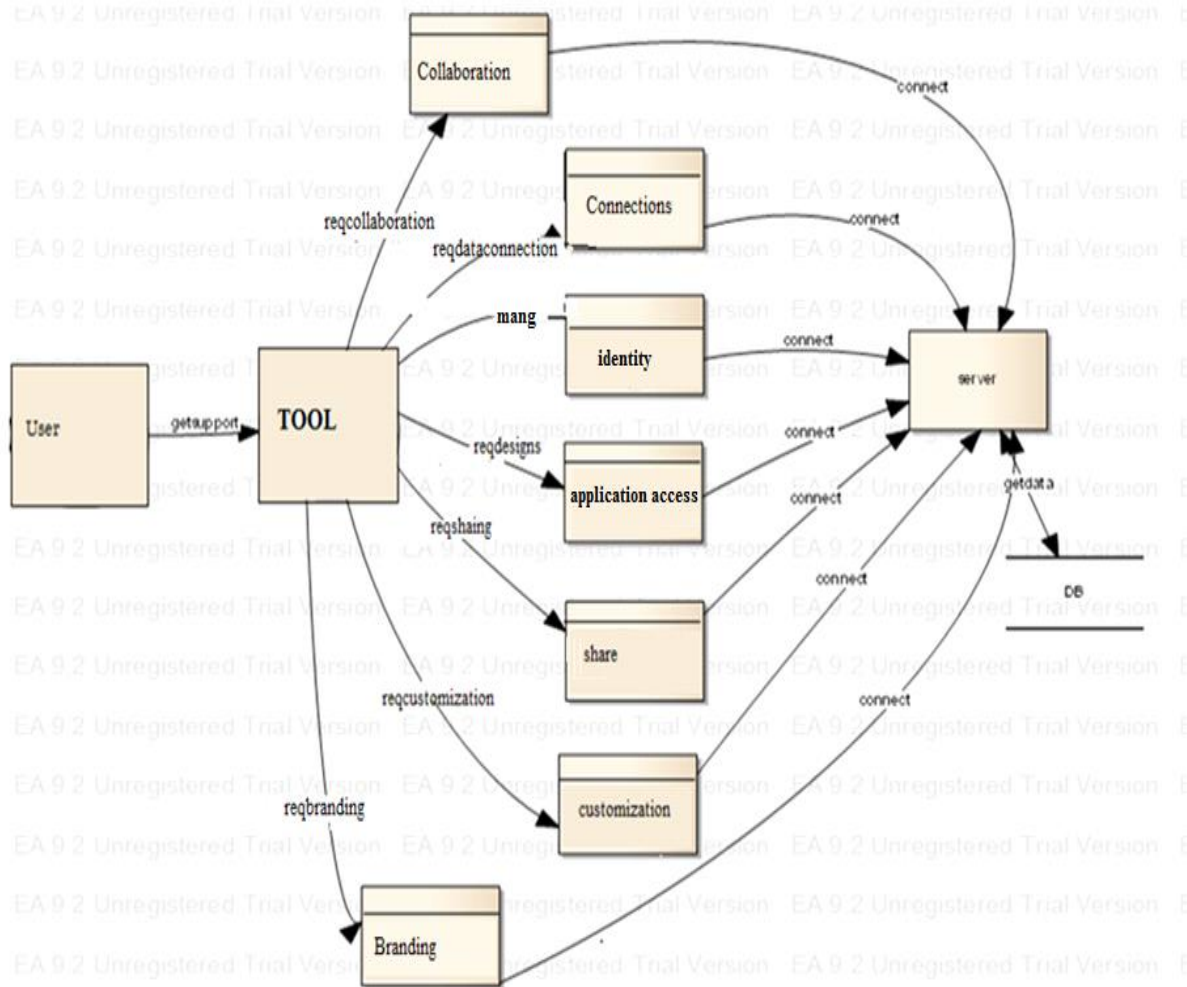 EA 9.2 Unregistered Trial Version
Collaboration
connect
reqcollaboration
Connections
connect
reqdataconnection
mang
identity
connect
server
User
getsupport
TOOL
reqdesigns
application access
connect
getdata
reqshaing
connect
DB
share
connect
reqcustomization
connect
customization
reqbranding
Branding